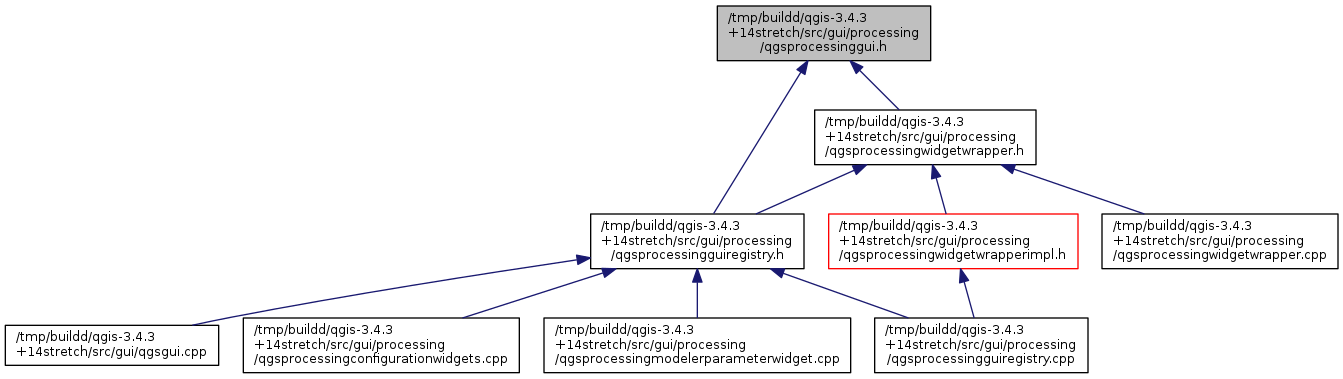 /tmp/buildd/qgis-3.4.3
+14stretch/src/gui/processing
/qgsprocessinggui.h
/tmp/buildd/qgis-3.4.3
+14stretch/src/gui/processing
/qgsprocessingwidgetwrapper.h
/tmp/buildd/qgis-3.4.3
+14stretch/src/gui/processing
/qgsprocessingguiregistry.h
/tmp/buildd/qgis-3.4.3
+14stretch/src/gui/processing
/qgsprocessingwidgetwrapperimpl.h
/tmp/buildd/qgis-3.4.3
+14stretch/src/gui/processing
/qgsprocessingwidgetwrapper.cpp
/tmp/buildd/qgis-3.4.3
+14stretch/src/gui/qgsgui.cpp
/tmp/buildd/qgis-3.4.3
+14stretch/src/gui/processing
/qgsprocessingconfigurationwidgets.cpp
/tmp/buildd/qgis-3.4.3
+14stretch/src/gui/processing
/qgsprocessingmodelerparameterwidget.cpp
/tmp/buildd/qgis-3.4.3
+14stretch/src/gui/processing
/qgsprocessingguiregistry.cpp